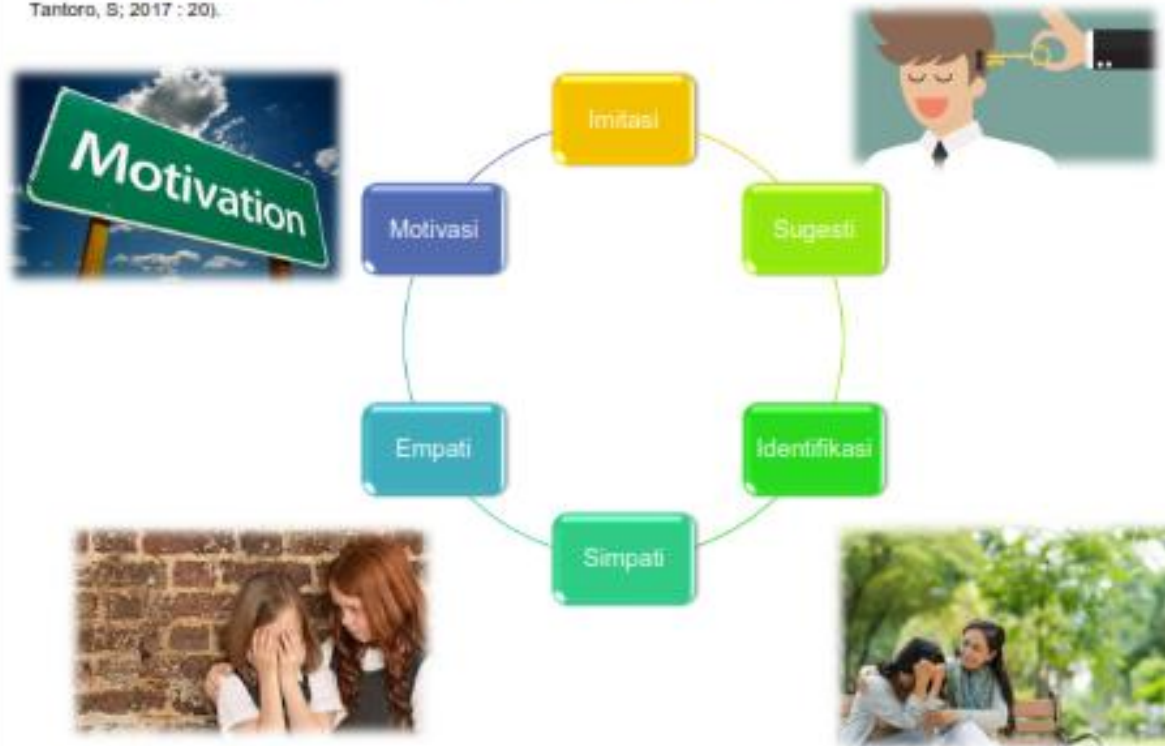 Tantoro, S; 2017 : 20).
Motivation
Imitasi
Motivasi
Sugesti
Empati
Identifikasi
Simpati